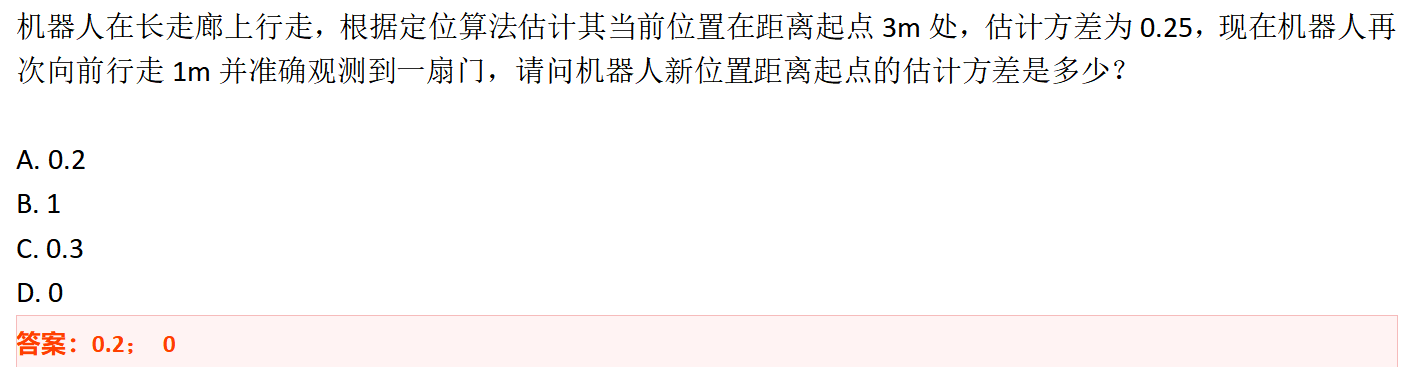 机器人在长走廊上行走，根据定位算法估计其当前位置在距离起点 3m 处，估计方差为 0.25，现在机器人再
次向前行走 1m 并准确观测到一扇门，请问机器人新位置距离起点的估计方差是多少？
A. 0.2
B. 1
C. 0.3
D. 0
答案：0.2； 0